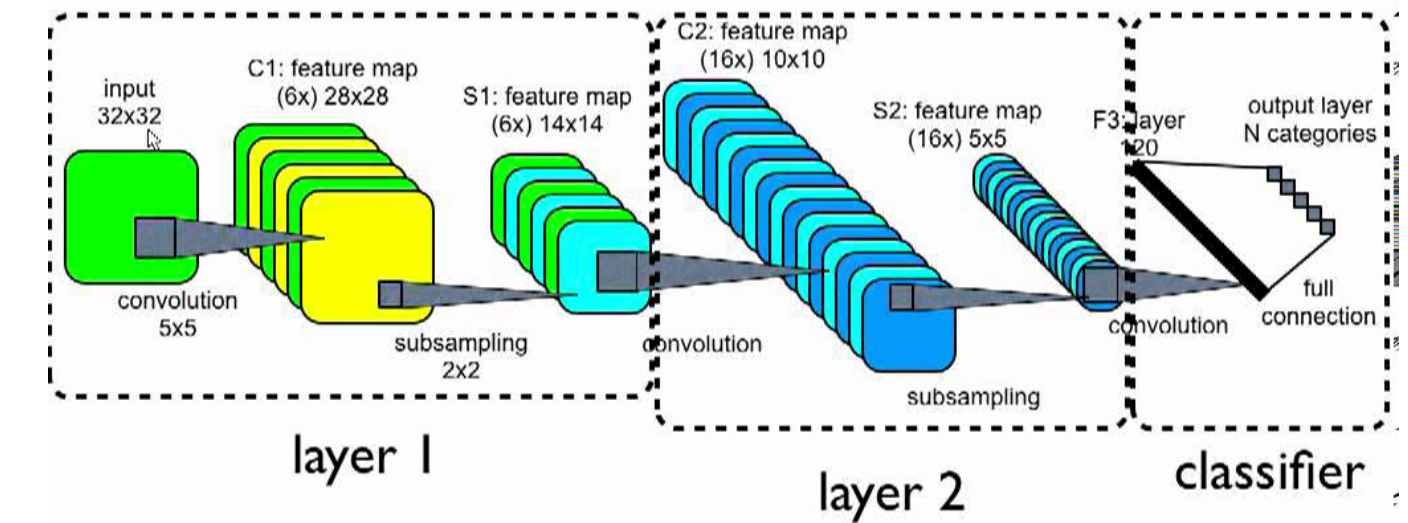 input
32x32
C1: feature map
(6x) 28x28
S1: feature map
(6x) 14x14
convolution
5x5
subsampling
2x2
layer 1
C2: feature map
(16x) 10x10
S2: feature map
(16x) 5x5
convolution
subsampling
layer 2
F3: layer
120
output layer
N categories
convolution
full
connection
classifier